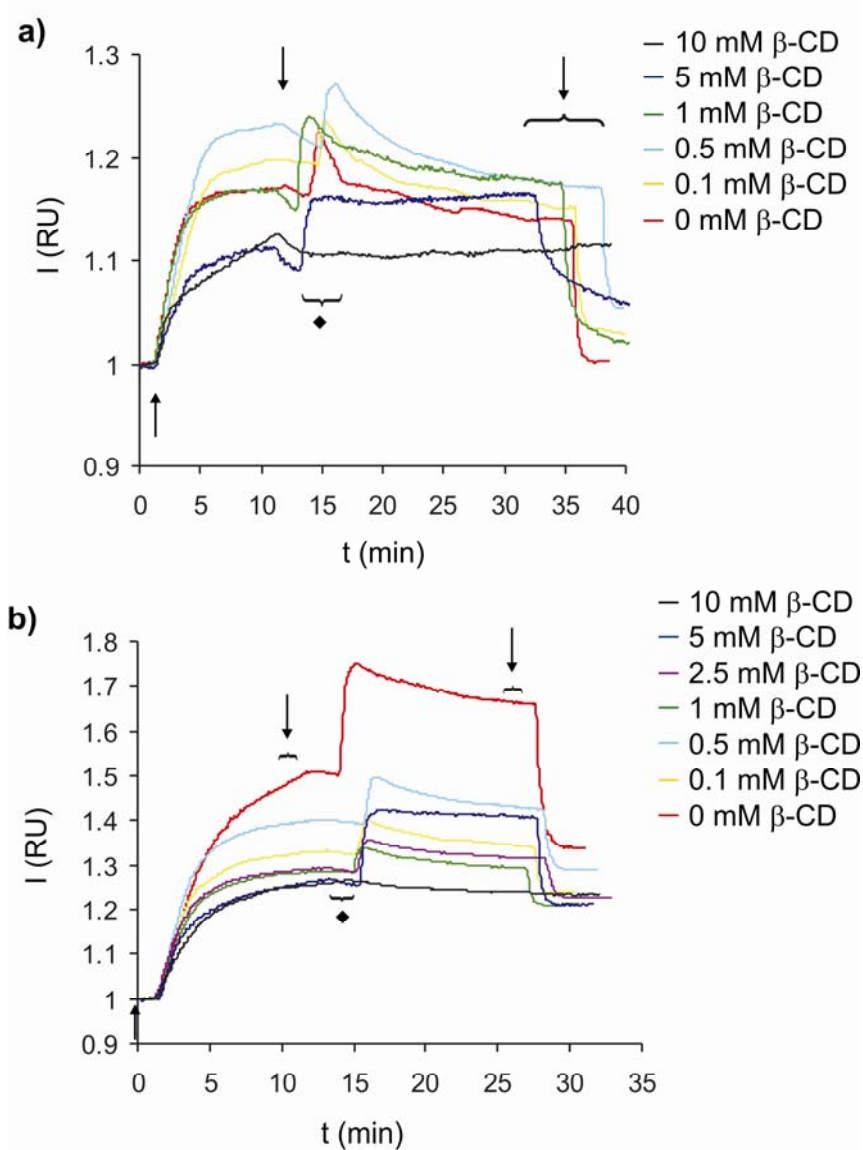 a)
1.3
1.2
1.1
1
0.9
I (RU)
0 5 10 15 20 25 30 35 40
t (min)
◆
10 mM β-CD
5 mM β-CD
1 mM β-CD
0.5 mM β-CD
0.1 mM β-CD
0 mM β-CD
b)
1.8
1.7
1.6
1.5
1.4
1.3
1.2
1.1
1
0.9
I (RU)
0 5 10 15 20 25 30 35
t (min)
◆
10 mM β-CD
5 mM β-CD
2.5 mM β-CD
1 mM β-CD
0.5 mM β-CD
0.1 mM β-CD
0 mM β-CD